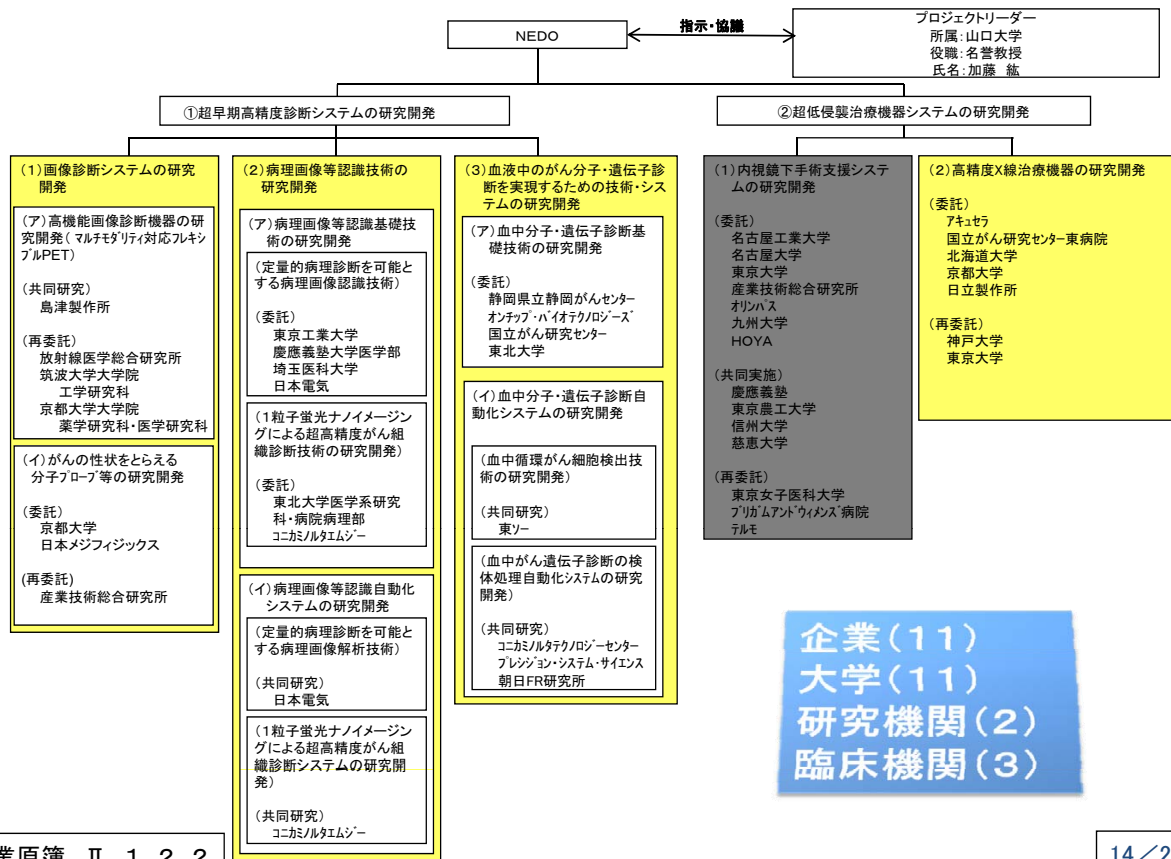 NEDO
指示・協議
プロジェクトリーダー
所属:山口大学
役職:名誉教授
氏名:加藤 紘
①超早期高精度診断システムの研究開発
②超低侵襲治療機器システムの研究開発
(1)画像診断システムの研究
開発
(ア)高機能画像診断機器の研
究開発( マルチモダリティ対応フレキシ
ブルPET)
(共同研究)
島津製作所
(再委託)
放射線医学総合研究所
筑波大学大学院
工学研究科
京都大学大学院
薬学研究科・医学研究科
(イ)がんの性状をとらえる
分子プローブ等の研究開発
(委託)
京都大学
日本メジフィジックス
(再委託)
産業技術総合研究所
(2)病理画像等認識技術の
研究開発
(ア)病理画像等認識基礎技
術の研究開発
(定量的病理診断を可能と
する病理画像認識技術)
(委託)
東京工業大学
慶應義塾大学医学部
埼玉医科大学
日本電気
(1粒子蛍光ナノイメージン
グによる超高精度がん組
織診断技術の研究開発)
(委託)
東北大学医学系研究
科・病院病理部
コニカミノルタエムジー
(イ)病理画像等認識自動化
システムの研究開発
(定量的病理診断を可能と
する病理画像解析技術)
(共同研究)
日本電気
(1粒子蛍光ナノイメージン
グによる超高精度がん組
織診断システムの研究開
発)
(共同研究)
コニカミノルタエムジー
(3)血液中のがん分子・遺伝子診
断を実現するための技術・シス
テムの研究開発
(ア)血中分子・遺伝子診断基
礎技術の研究開発
(委託)
静岡県立静岡がんセンター
オンチップ・バイオテクノロジーズ
国立がん研究センター
東北大学
(イ)血中分子・遺伝子診断自
動化システムの研究開発
(血中循環がん細胞検出技
術の研究開発)
(共同研究)
東ソー
(血中がん遺伝子診断の検
体処理自動化システムの研究
開発)
(共同研究)
コニカミノルタテクノロジーセンター
プレシジョン・システム・サイエンス
朝日FR研究所
(1)内視鏡下手術支援システ
ムの研究開発
(委託)
名古屋工業大学
名古屋大学
東京大学
産業技術総合研究所
オリンパス
九州大学
HOYA
(共同実施)
慶應義塾
東京農工大学
信州大学
慈恵大学
(再委託)
東京女子医科大学
ブリガムアンドウィメンズ病院
テルモ
(2)高精度X線治療機器の研究開発
(委託)
アキュセラ
国立がん研究センター東病院
北海道大学
京都大学
日立製作所
(再委託)
神戸大学
東京大学
企業(11)
大学(11)
研究機関(2)
臨床機関(3)
業原簿 Ⅱ 1.2.2
14/2